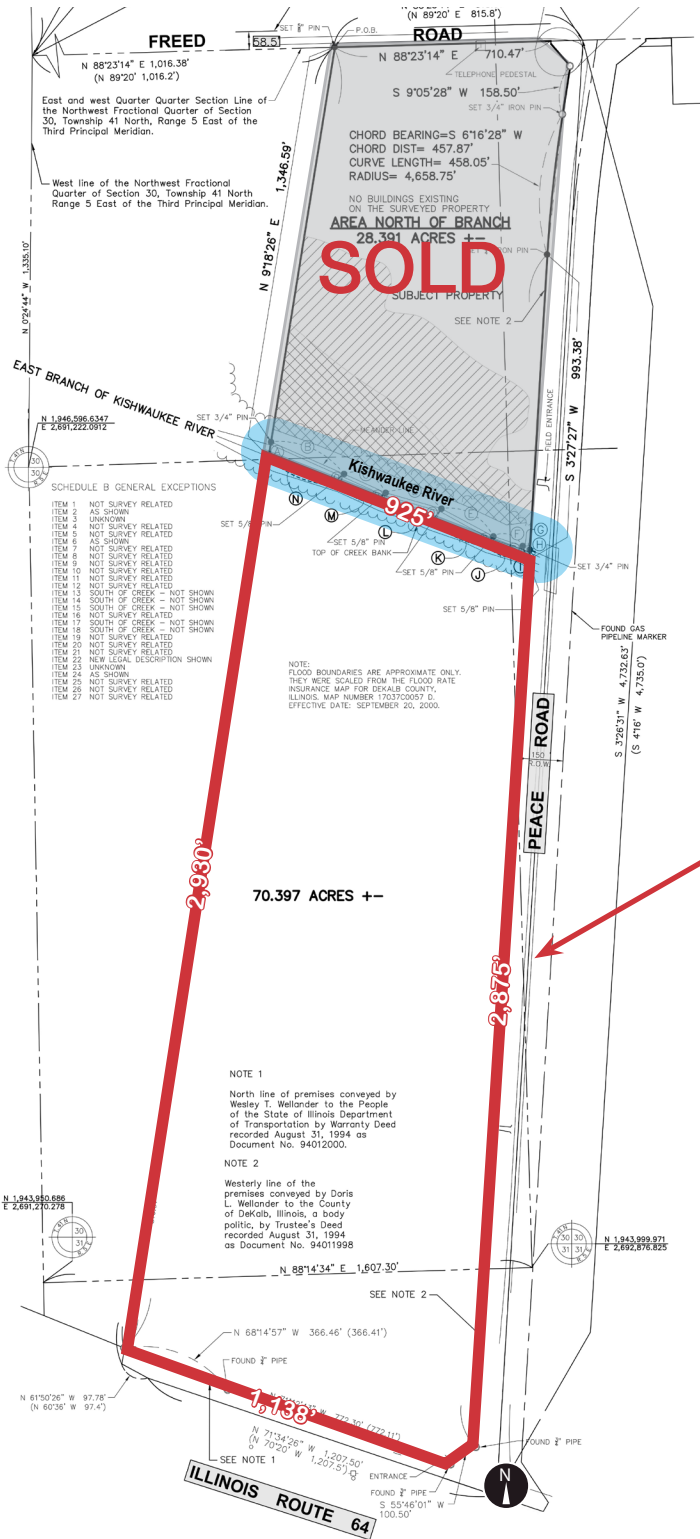 (N 89°20' E 815.8')
SET 5/8" PIN
P.O.B.
FREED
ROAD
58.5
N 88°23'14" E 1,016.38'
(N 89°20' 1,016.2')
N 88°23'14" E 710.47'
TELEPHONE PEDESTAL
S 9°05'28" W 158.50'
SET 3/4" IRON PIN
East and west Quarter Quarter Section Line of
the Northwest Fractional Quarter of Section
30, Township 41 North, Range 5 East of the
Third Principal Meridian.
CHORD BEARING=S 6°16'28" W
CHORD DIST= 457.87'
CURVE LENGTH= 458.05'
RADIUS= 4,658.75'
West line of the Northwest Fractional
Quarter of Section 30, Township 41 North
Range 5 East of the Third Principal Meridian.
NO BUILDINGS EXISTING
ON THE SURVEYED PROPERTY
AREA NORTH OF BRANCH
28.391 ACRES +-
IRON PIN
SOLD
SUBJECT PROPERTY
SEE NOTE 2
N 9°18'26" E 1,346.59'
N 0°24'44" W 1,335.10'
S 3°27'27" W 993.38'
FIELD ENTRANCE
EAST BRANCH OF KISHWAUKEE RIVER
SET 3/4" PIN
MEANDER LINE
N 1,946,596.6347
E 2,691,222.0912
T.41N.
30
30
R.5E.
Kishwaukee River
925'
SCHEDULE B GENERAL EXCEPTIONS
ITEM 1 NOT SURVEY RELATED
ITEM 2 AS SHOWN
ITEM 3 UNKNOWN
ITEM 4 NOT SURVEY RELATED
ITEM 5 NOT SURVEY RELATED
ITEM 6 AS SHOWN
ITEM 7 NOT SURVEY RELATED
ITEM 8 NOT SURVEY RELATED
ITEM 9 NOT SURVEY RELATED
ITEM 10 NOT SURVEY RELATED
ITEM 11 NOT SURVEY RELATED
ITEM 12 NOT SURVEY RELATED
ITEM 13 SOUTH OF CREEK - NOT SHOWN
ITEM 14 SOUTH OF CREEK - NOT SHOWN
ITEM 15 SOUTH OF CREEK - NOT SHOWN
ITEM 16 NOT SURVEY RELATED
ITEM 17 SOUTH OF CREEK - NOT SHOWN
ITEM 18 SOUTH OF CREEK - NOT SHOWN
ITEM 19 NOT SURVEY RELATED
ITEM 20 NOT SURVEY RELATED
ITEM 21 NOT SURVEY RELATED
ITEM 22 NEW LEGAL DESCRIPTION SHOWN
ITEM 23 UNKNOWN
ITEM 24 AS SHOWN
ITEM 25 NOT SURVEY RELATED
ITEM 26 NOT SURVEY RELATED
ITEM 27 NOT SURVEY RELATED
B
E
G
H
N
M
L
K
J
SET 5/8" PIN
SET 5/8" PIN
TOP OF CREEK BANK
SET 5/8" PIN
SET 3/4" PIN
SET 5/8" PIN
FOUND GAS
PIPELINE MARKER
NOTE:
FLOOD BOUNDARIES ARE APPROXIMATE ONLY.
THEY WERE SCALED FROM THE FLOOD RATE
INSURANCE MAP FOR DEKALB COUNTY,
ILLINOIS. MAP NUMBER 17037C0057 D,
EFFECTIVE DATE: SEPTEMBER 20, 2000.
S 3°26'31" W 4,732.63'
(S 4°16' W 4,735.0')
150'
R.O.W.
PEACE ROAD
2,930'
70.397 ACRES +-
2,875'
NOTE 1
North line of premises conveyed by
Wesley T. Wellander to the People
of the State of Illinois Department
of Transportation by Warranty Deed
recorded August 31, 1994 as
Document No. 94012000.
NOTE 2
Westerly line of the
premises conveyed by Doris
L. Wellander to the County
of DeKalb, Illinois, a body
politic, by Trustee's Deed
recorded August 31, 1994
as Document No. 94011998
N 1,943,950.686
E 2,691,270.278
T.41N.
30
31
R.5E.
30 30
31 31
R.5E.
N 1,943,999.971
E 2,692,876.825
N 88°14'34" E 1,607.30'
SEE NOTE 2
N 68°14'57" W 366.46' (366.41')
FOUND 3/4" PIPE
N 61°50'26" W 97.78'
(N 60°36' W 97.4')
1,138'
W 772.30' (772.11')
N 71°34'26" W 1,207.50'
(N 70°20' W 1,207.5')
SEE NOTE 1
FOUND 3/4" PIPE
ENTRANCE
FOUND 3/4" PIPE
S 55°46'01" W
100.50'
N
ILLINOIS ROUTE 64